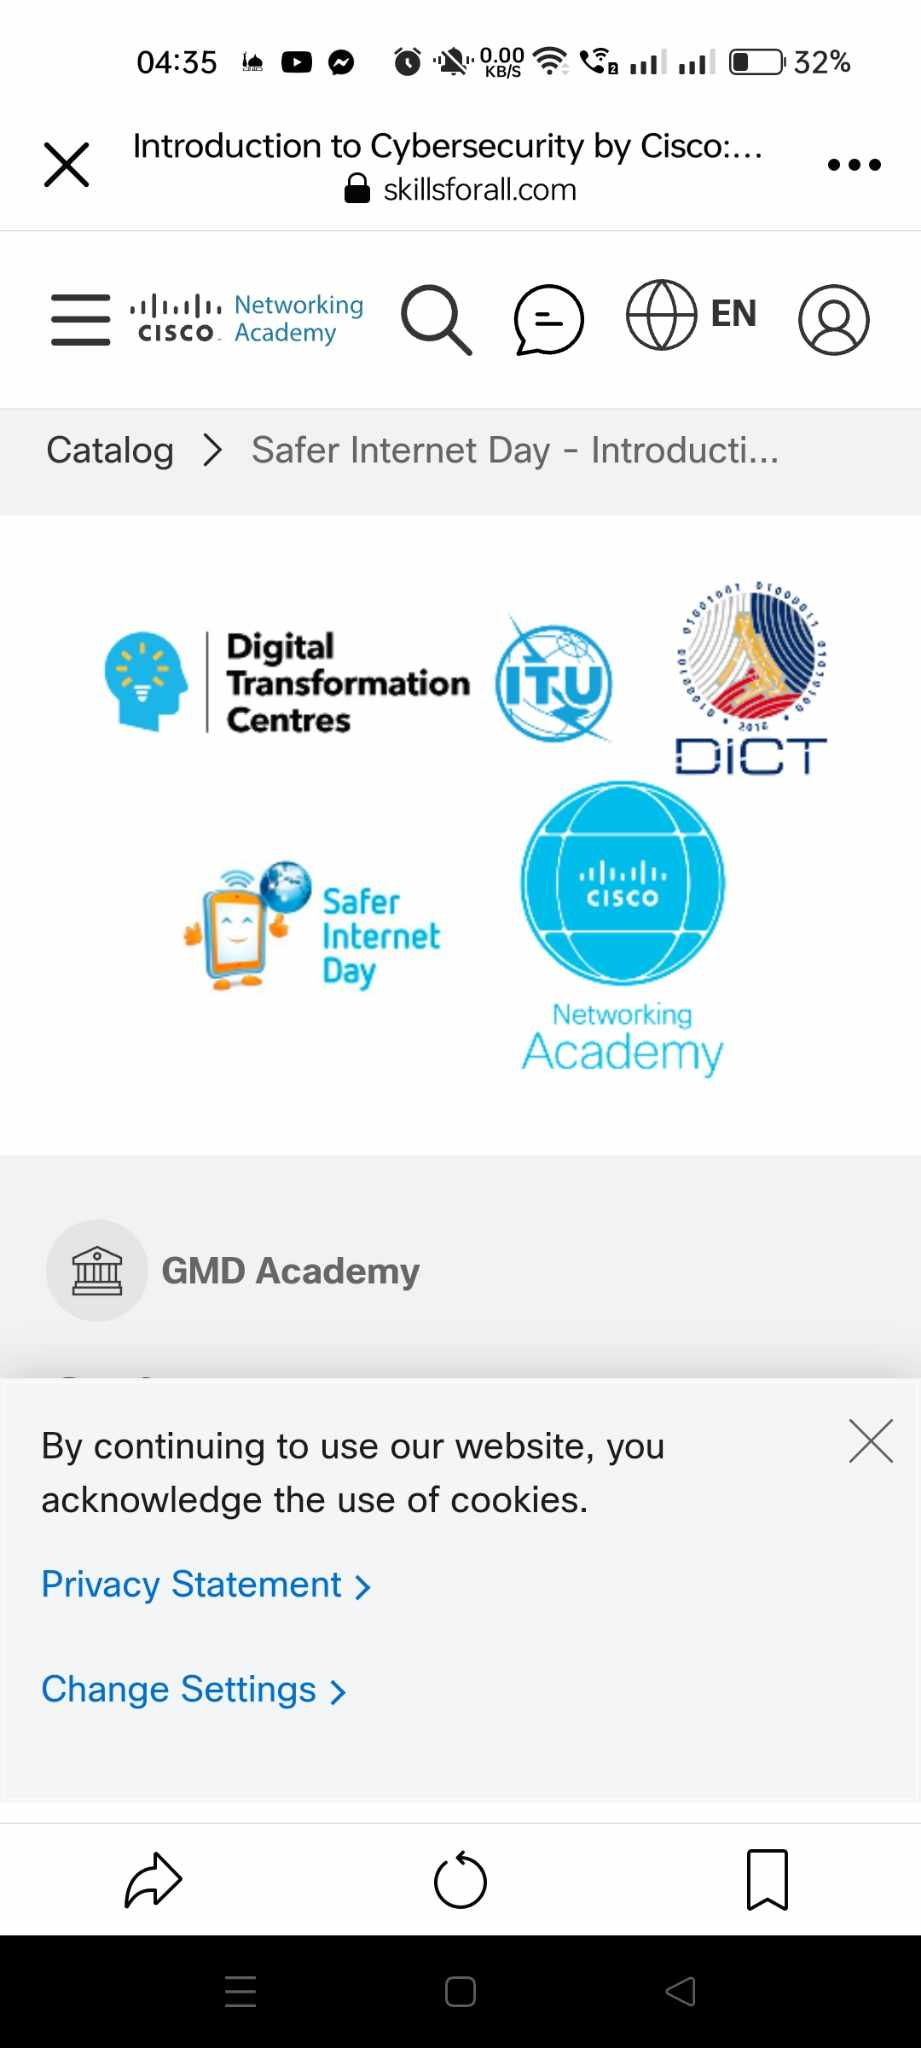 04:35
0.00
KB/S
2
32%
Introduction to Cybersecurity by Cisco:...
skillsforall.com
CISCO
Networking
Academy
EN
Catalog > Safer Internet Day - Introducti...
Digital
Transformation
Centres
ITU
2016
DICT
Safer
Internet
Day
CISCO
Networking
Academy
GMD Academy
By continuing to use our website, you
acknowledge the use of cookies.
Privacy Statement >
Change Settings >